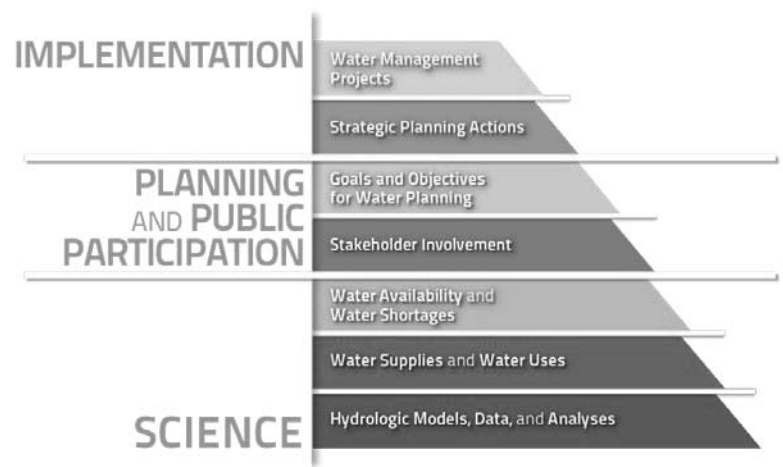 IMPLEMENTATION
Water Management
Projects
Strategic Planning Actions
PLANNING
AND PUBLIC
PARTICIPATION
Goals and Objectives
for Water Planning
Stakeholder Involvement
Water Availability and
Water Shortages
Water Supplies and Water Uses
SCIENCE
Hydrologic Models, Data, and Analyses